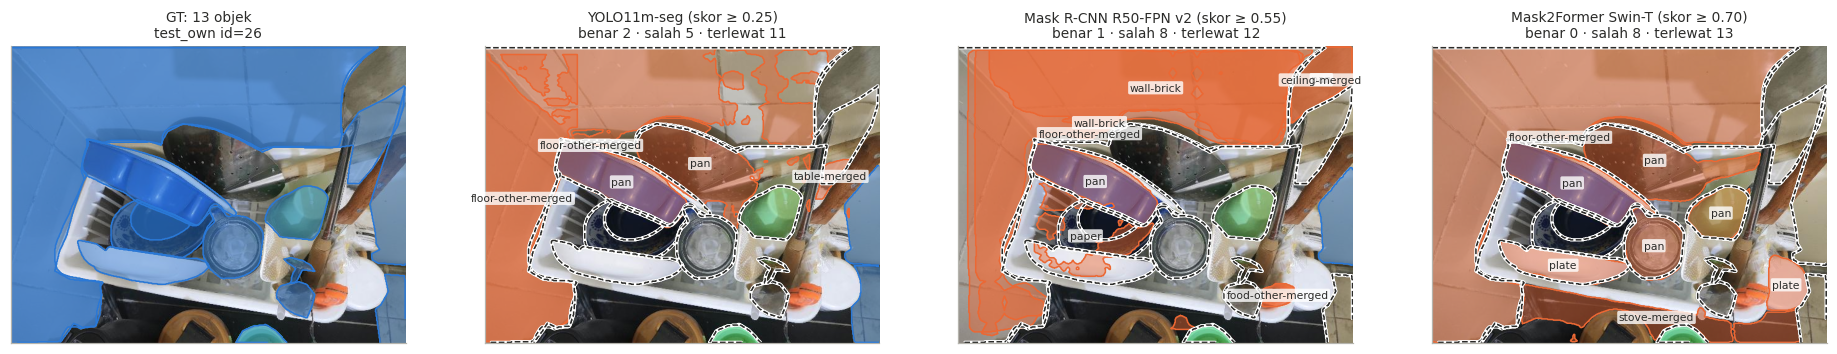 GT: 13 objek
test_own id=26
YOLO11m-seg (skor ≥ 0.25)
benar 2 · salah 5 · terlewat 11
floor-other-merged
pan
pan
table-merged
floor-other-merged
Mask R-CNN R50-FPN v2 (skor ≥ 0.55)
benar 1 · salah 8 · terlewat 12
ceiling-merged
wall-brick
wall-brick
floor-other-merged
pan
paper
food-other-merged
Mask2Former Swin-T (skor ≥ 0.70)
benar 0 · salah 8 · terlewat 13
floor-other-merged
pan
pan
pan
pan
plate
plate
stove-merged